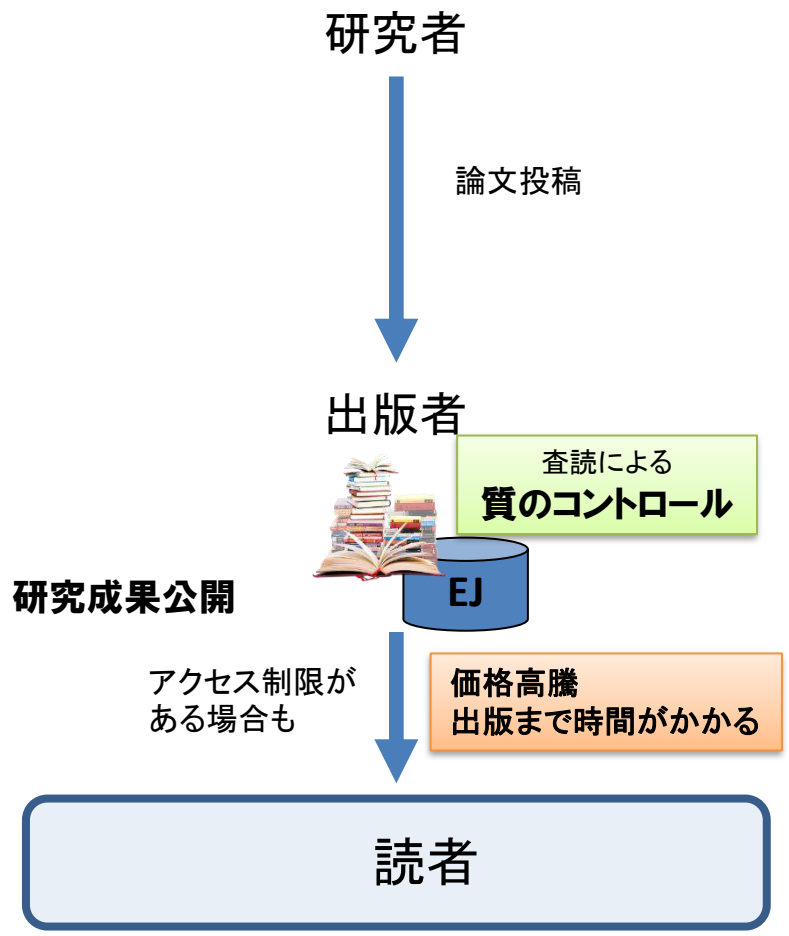 研究者
論文投稿
出版者
査読による
質のコントロール
EJ
研究成果公開
アクセス制限が
ある場合も
価格高騰
出版まで時間がかかる
読者